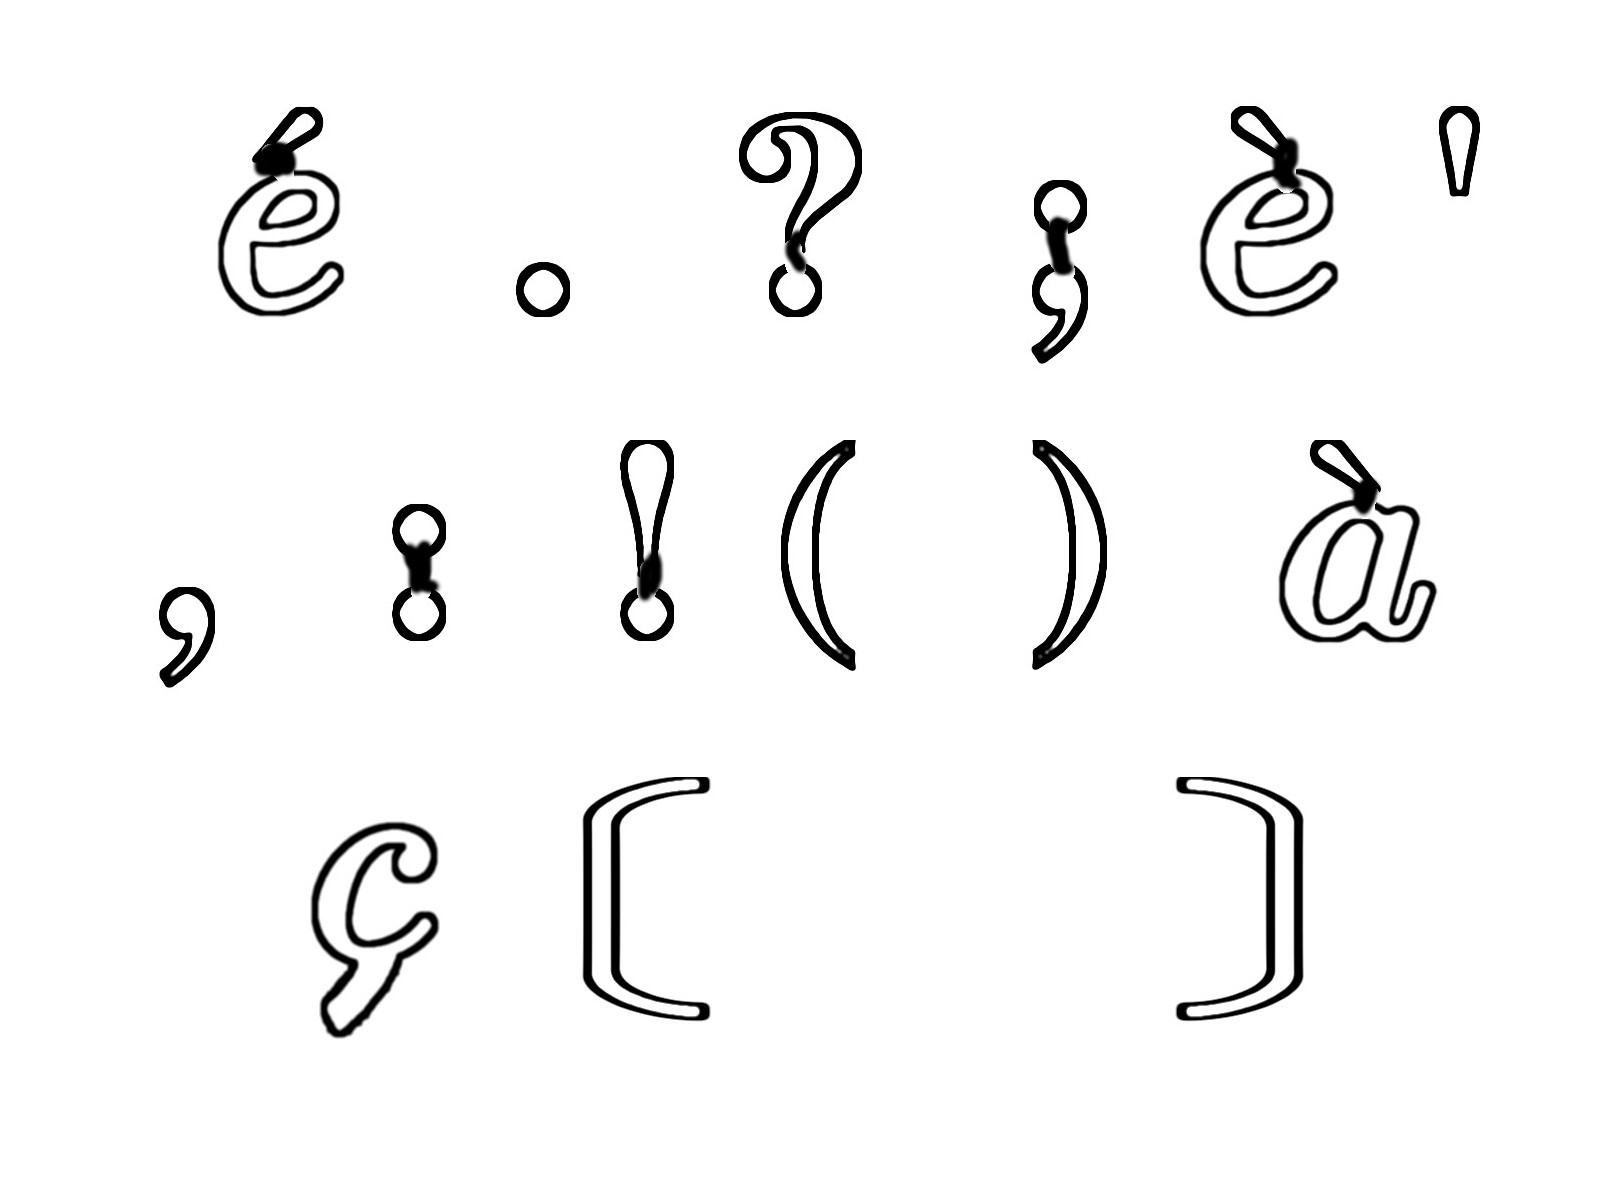 é . ? ; è '
, : ! ( ) à
ç [ ]